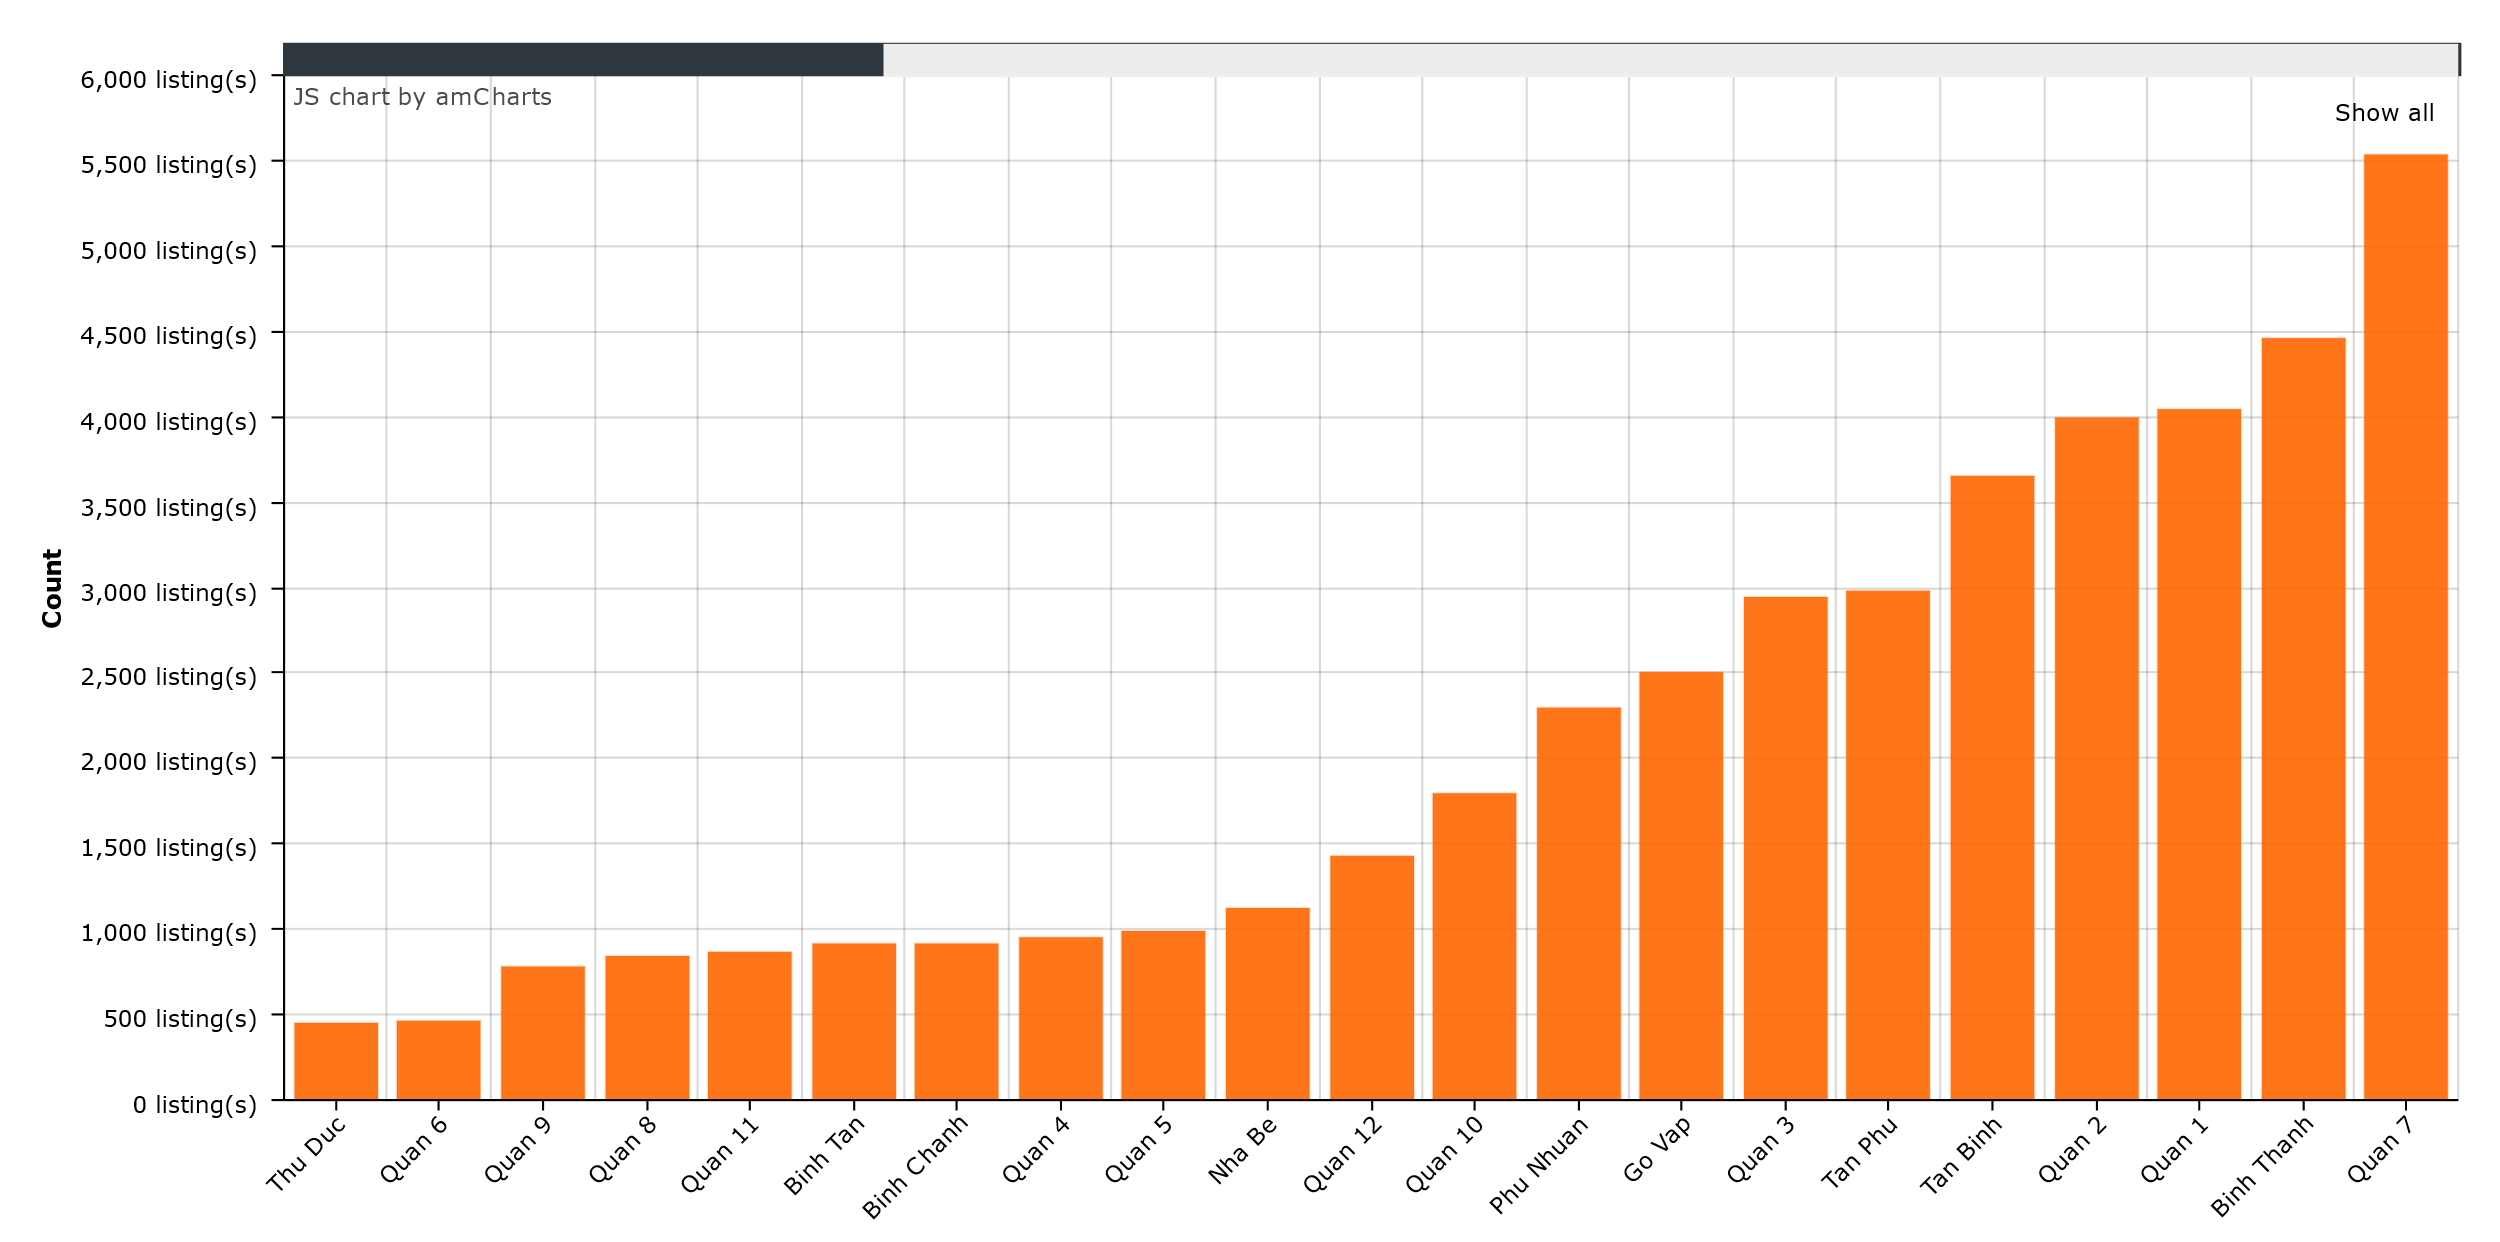 6,000 listing(s)
JS chart by amCharts
Show all
5,500 listing(s)
5,000 listing(s)
4,500 listing(s)
4,000 listing(s)
3,500 listing(s)
3,000 listing(s)
2,500 listing(s)
2,000 listing(s)
1,500 listing(s)
1,000 listing(s)
500 listing(s)
0 listing(s)
Count
Thu Duc
Quan 6
Quan 9
Quan 8
Quan 11
Binh Tan
Binh Chanh
Quan 4
Quan 5
Nha Be
Quan 12
Quan 10
Phu Nhuan
Go Vap
Quan 3
Tan Phu
Tan Binh
Quan 2
Quan 1
Binh Thanh
Quan 7